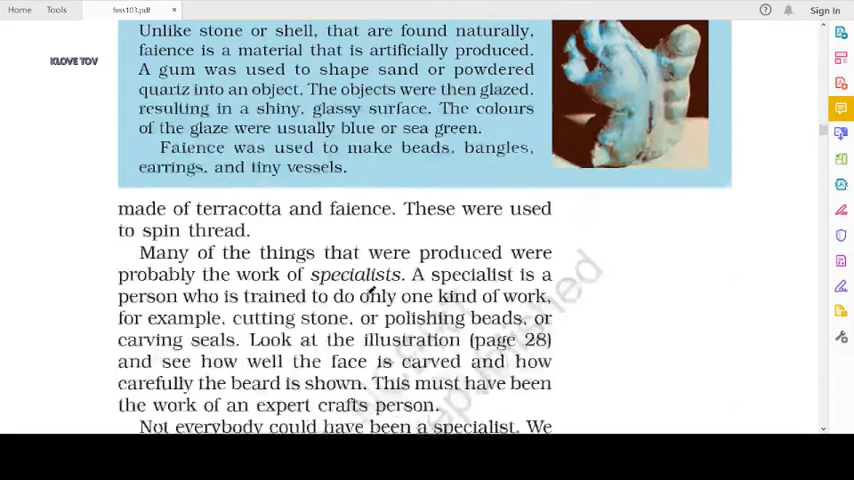 Home Tools fess103.pdf × Sign In
KLOVE TOV
Unlike stone or shell, that are found naturally,
faience is a material that is artificially produced.
A gum was used to shape sand or powdered
quartz into an object. The objects were then glazed,
resulting in a shiny, glassy surface. The colours
of the glaze were usually blue or sea green.
Faience was used to make beads, bangles,
earrings, and tiny vessels.
made of terracotta and faience. These were used
to spin thread.
Many of the things that were produced were
probably the work of specialists. A specialist is a
person who is trained to do only one kind of work,
for example, cutting stone, or polishing beads, or
carving seals. Look at the illustration (page 28)
and see how well the face is carved and how
carefully the beard is shown. This must have been
the work of an expert crafts person.
Not everybody could have been a specialist. We
republished